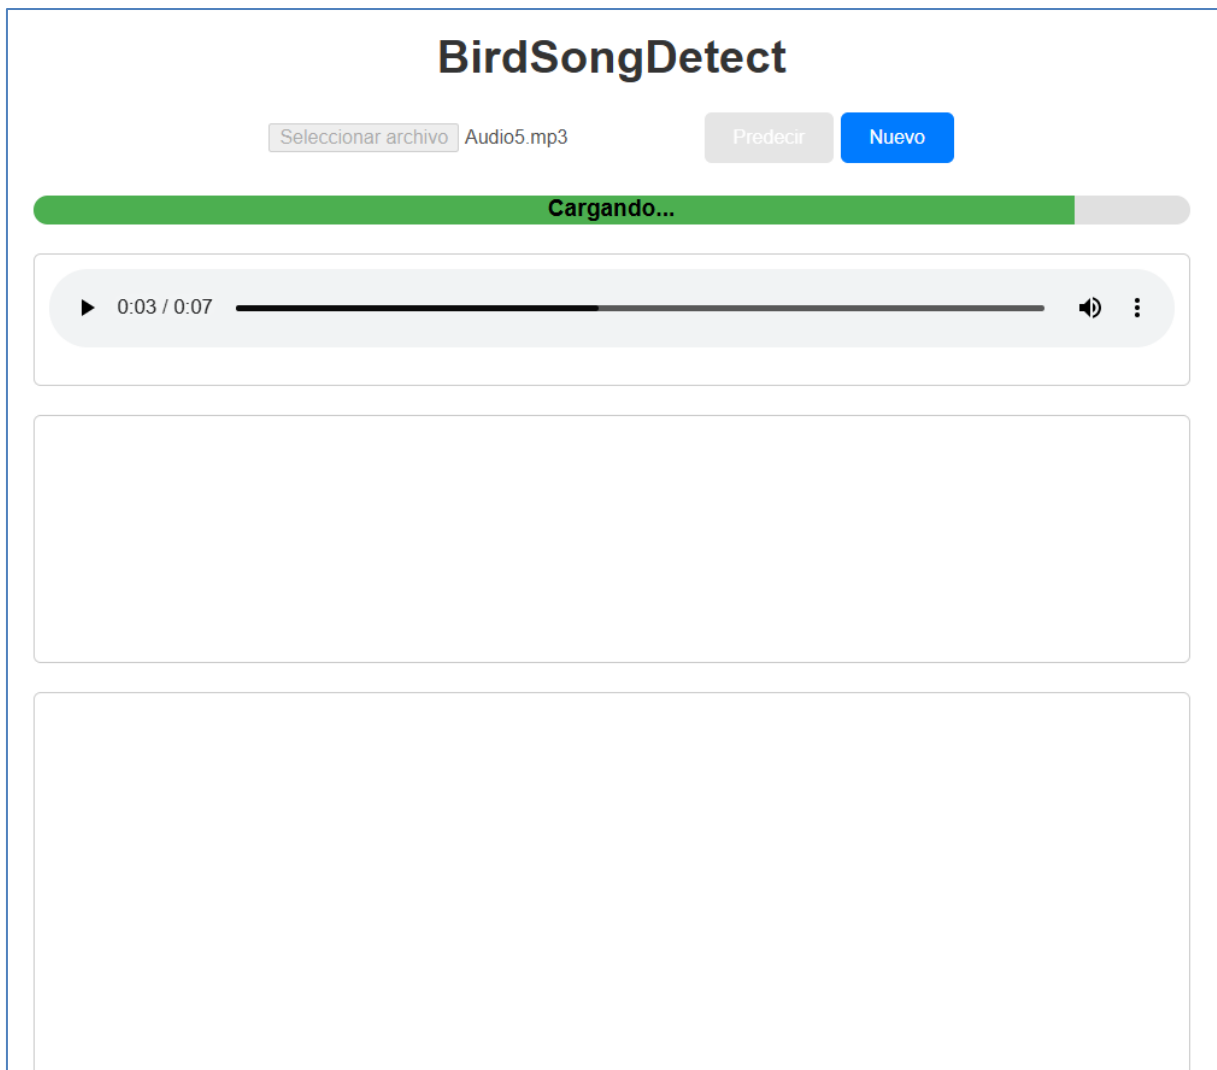 BirdSongDetect
Seleccionar archivo Audio5.mp3 Predecir Nuevo
Cargando...
0:03 / 0:07